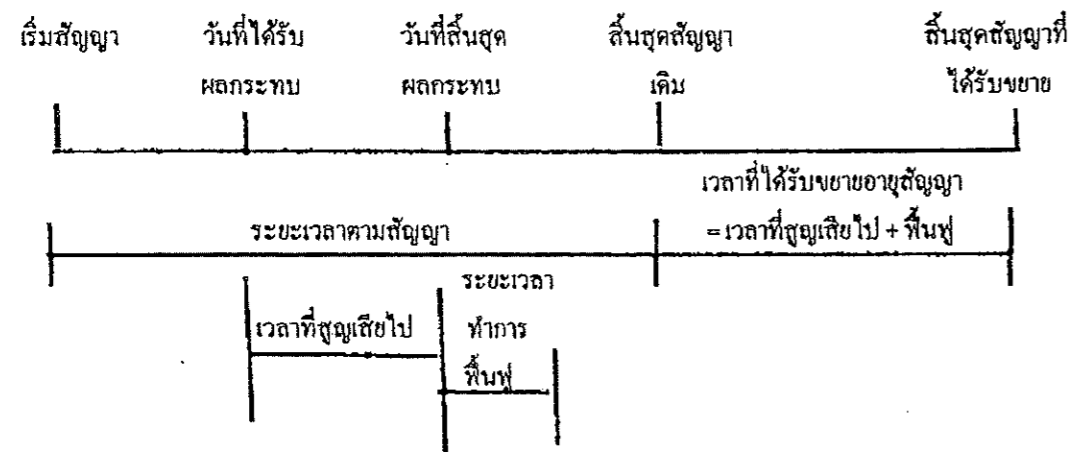 เริ่มสัญญา
วันที่ได้รับ
ผลกระทบ
วันที่สิ้นสุด
ผลกระทบ
สิ้นสุดสัญญา
เดิม
สิ้นสุดสัญญาที่
ได้รับขยาย
เวลาที่ได้รับขยายอายุสัญญา
= เวลาที่สูญเสียไป + ฟื้นฟู
ระยะเวลาตามสัญญา
เวลาที่สูญเสียไป
ระยะเวลา
ทำการ
ฟื้นฟู